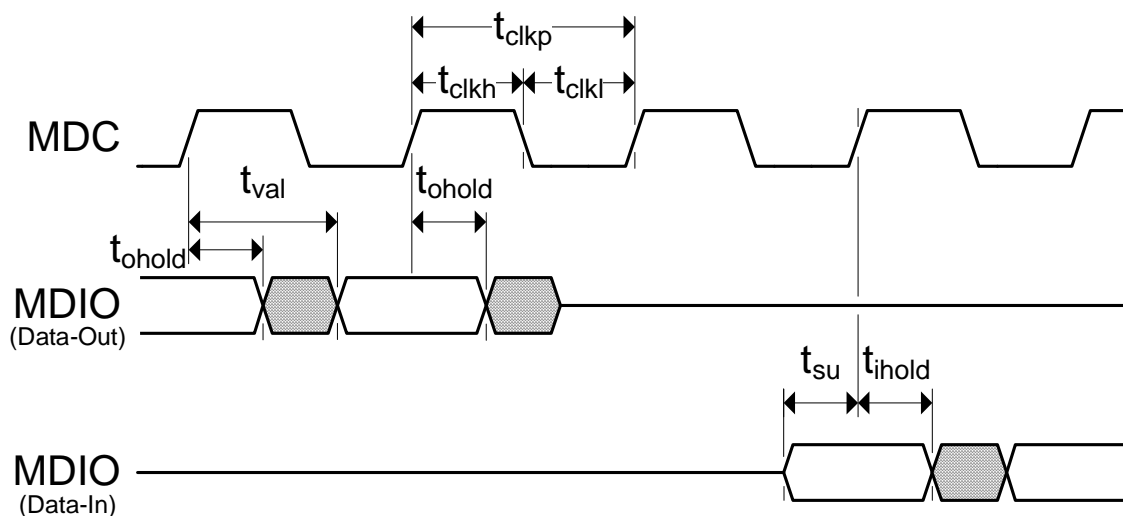 tclkp
tclkh tclkl
MDC
tval tohold
tohold
MDIO
(Data-Out)
tsu tihold
MDIO
(Data-In)